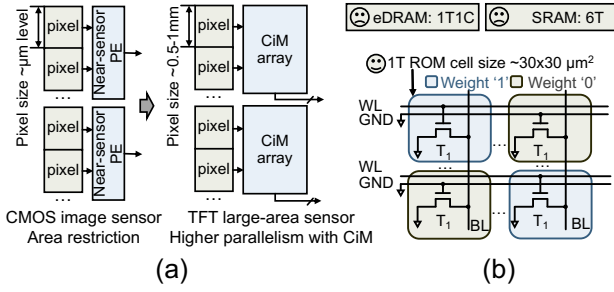 Pixel size ~µm level
pixel
pixel
...
Near-sensor PE
pixel
pixel
...
Near-sensor PE
CMOS image sensor
Area restriction
Pixel size ~0.5-1mm
pixel
pixel
...
CiM
array
pixel
pixel
...
CiM
array
TFT large-area sensor
Higher parallelism with CiM
(a)
eDRAM: 1T1C
SRAM: 6T
1T ROM cell size ~30x30 µm²
Weight '1'
Weight '0'
WL
GND
T1
...
T1
...
...
WL
GND
T1
BL
...
T1
BL
(b)